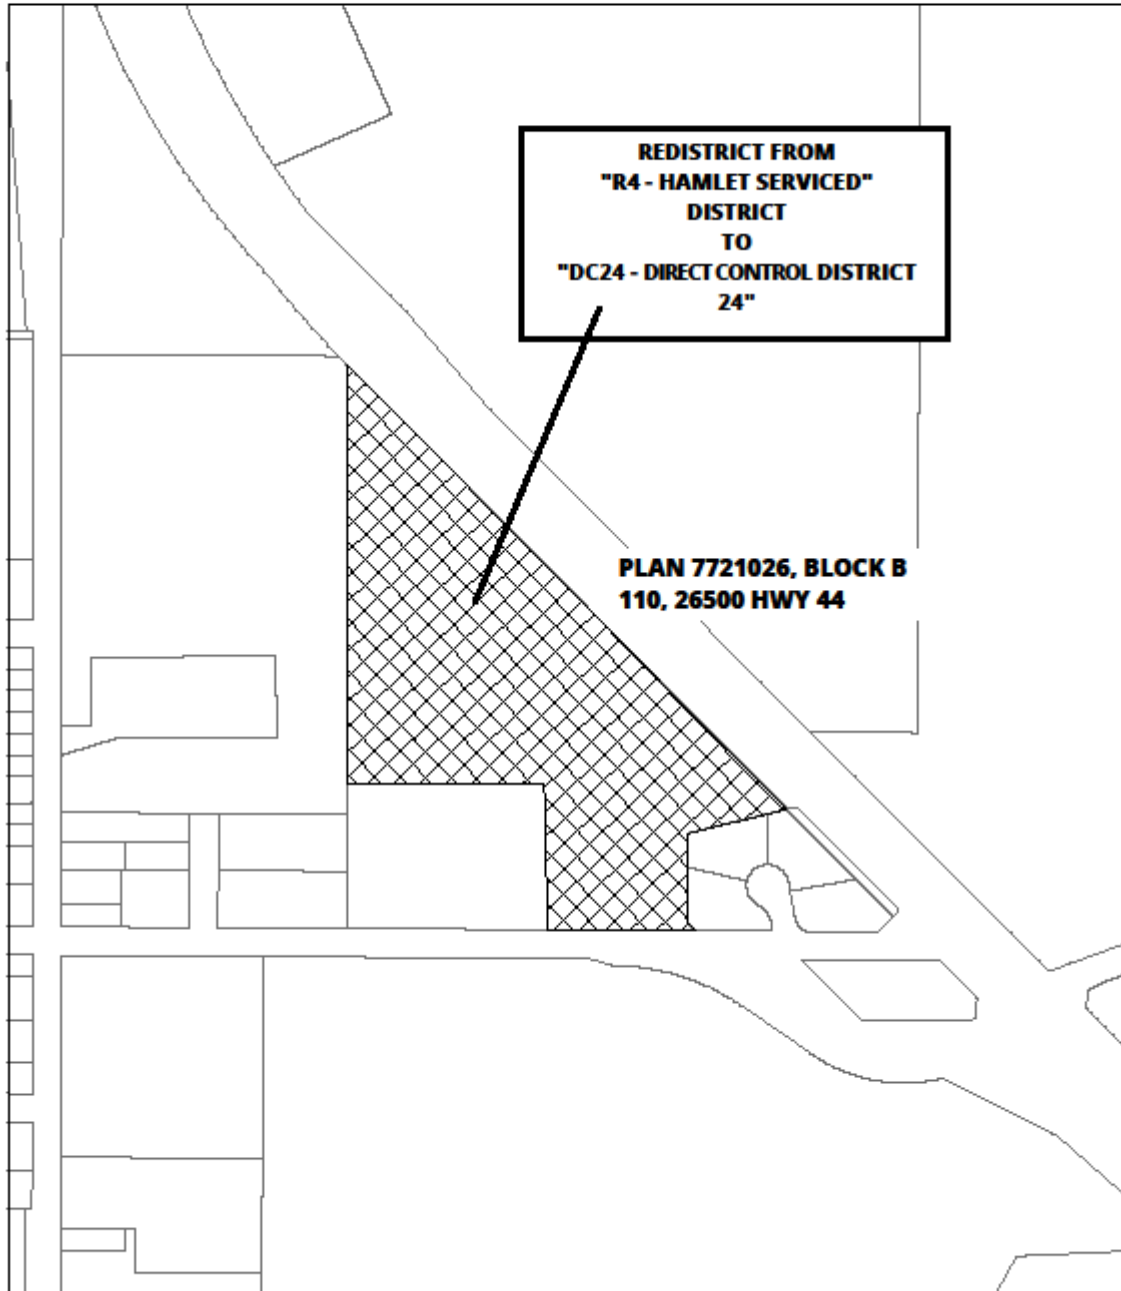 REDISTRICT FROM
"R4 - HAMLET SERVICED"
DISTRICT
TO
"DC24 - DIRECT CONTROL DISTRICT
24"
PLAN 7721026, BLOCK B
110, 26500 HWY 44